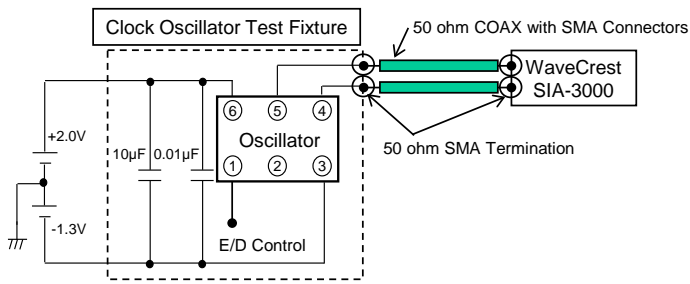 Clock Oscillator Test Fixture
50 ohm COAX with SMA Connectors
WaveCrest
SIA-3000
6 5 4
Oscillator
1 2 3
+2.0V
10µF 0.01µF
50 ohm SMA Termination
-1.3V
E/D Control